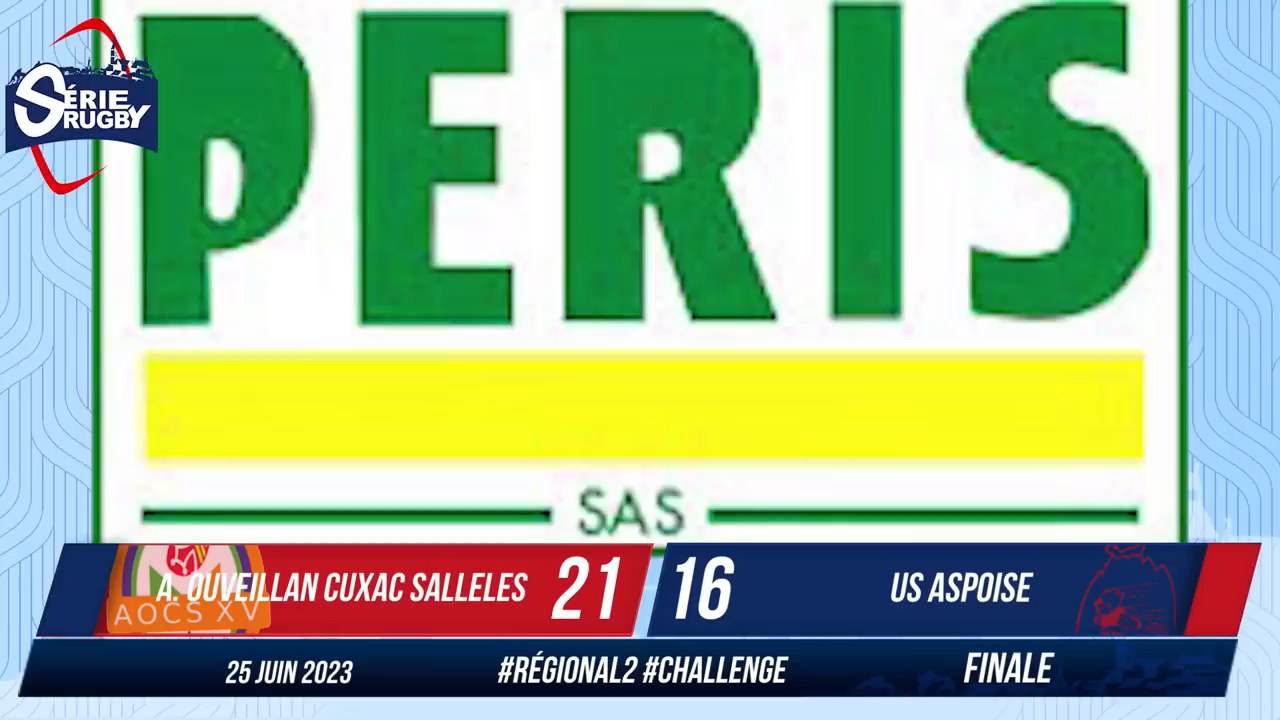 SÉRIE
RUGBY
PERIS
SAS
A. OUVEILLAN CUXAC SALLELES 21 16 US ASPOISE
AOCS XV
25 JUIN 2023 #RÉGIONAL2 #CHALLENGE FINALE